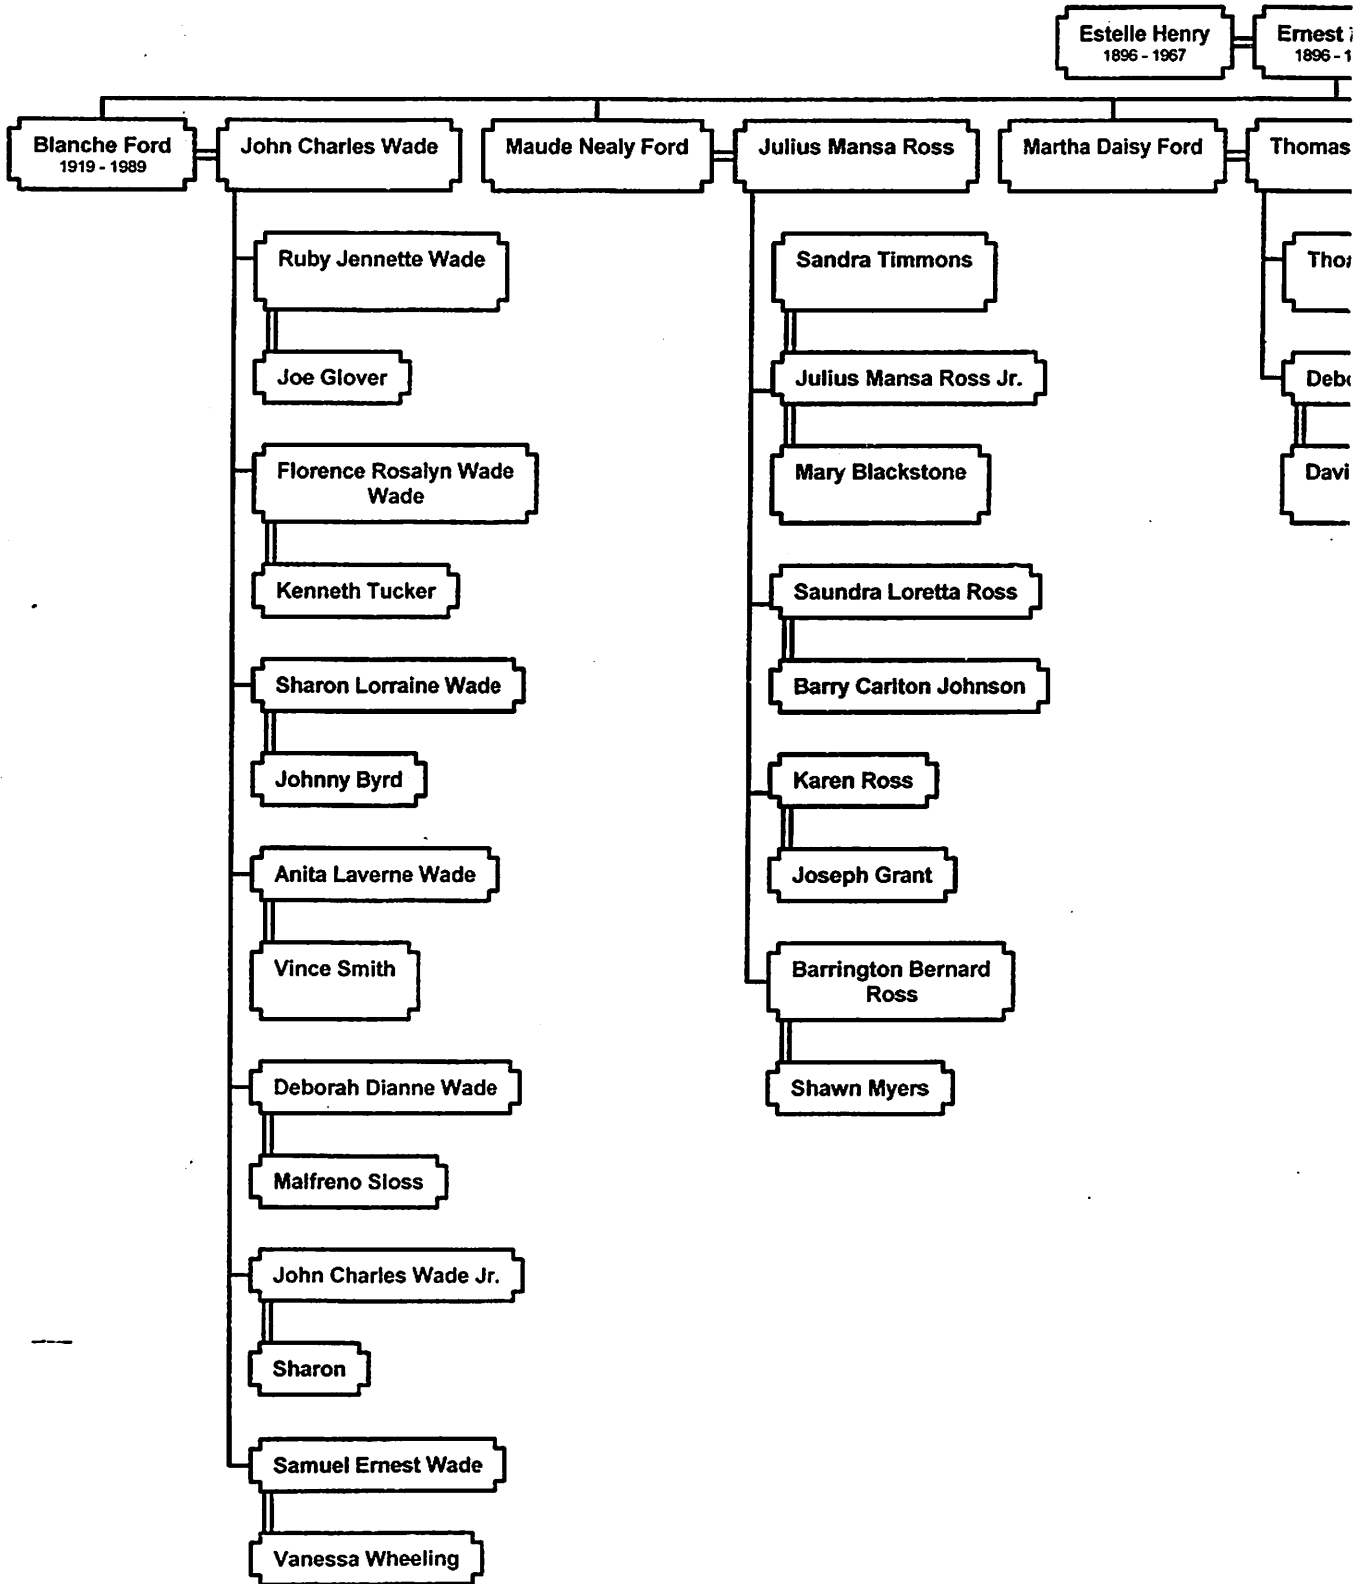 Estelle Henry
1896 - 1967
Ernest
Blanche Ford
1919 - 1989
John Charles Wade
Maude Nealy Ford
Julius Mansa Ross
Martha Daisy Ford
Thomas
Ruby Jennette Wade
Joe Glover
Florence Rosalyn Wade
Wade
Kenneth Tucker
Sharon Lorraine Wade
Johnny Byrd
Anita Laverne Wade
Vince Smith
Deborah Dianne Wade
Malfreno Sloss
John Charles Wade Jr.
Sharon
Samuel Ernest Wade
Vanessa Wheeling
Sandra Timmons
Julius Mansa Ross Jr.
Mary Blackstone
Saundra Loretta Ross
Barry Carlton Johnson
Karen Ross
Joseph Grant
Barrington Bernard
Ross
Shawn Myers